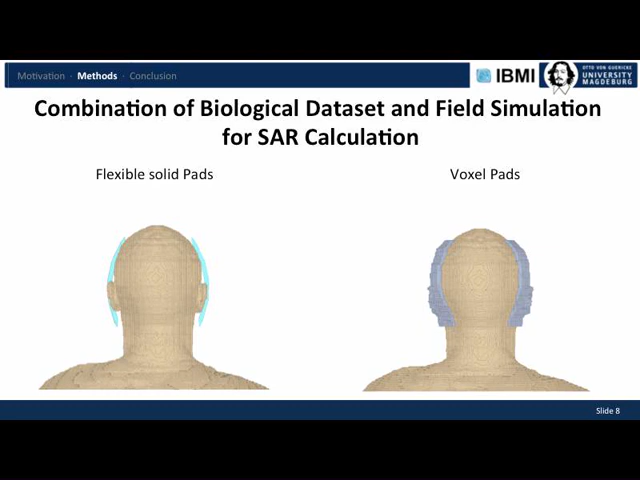 Motivation · Methods · Conclusion
IBMI
OTTO VON GUERICKE
UNIVERSITY
MAGDEBURG
Combination of Biological Dataset and Field Simulation
for SAR Calculation
Flexible solid Pads
Voxel Pads
Slide 8